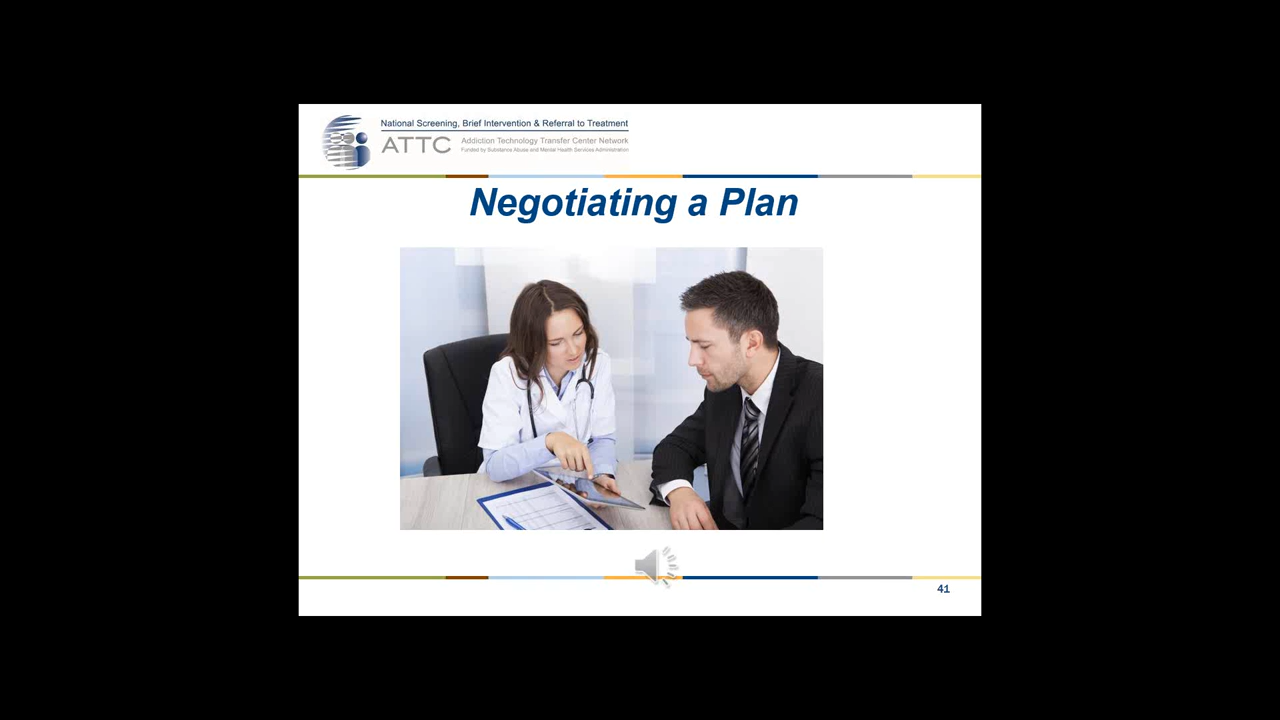 National Screening, Brief Intervention & Referral to Treatment
ATTC
Addiction Technology Transfer Center Network
Funded by Substance Abuse and Mental Health Services Administration
Negotiating a Plan
41